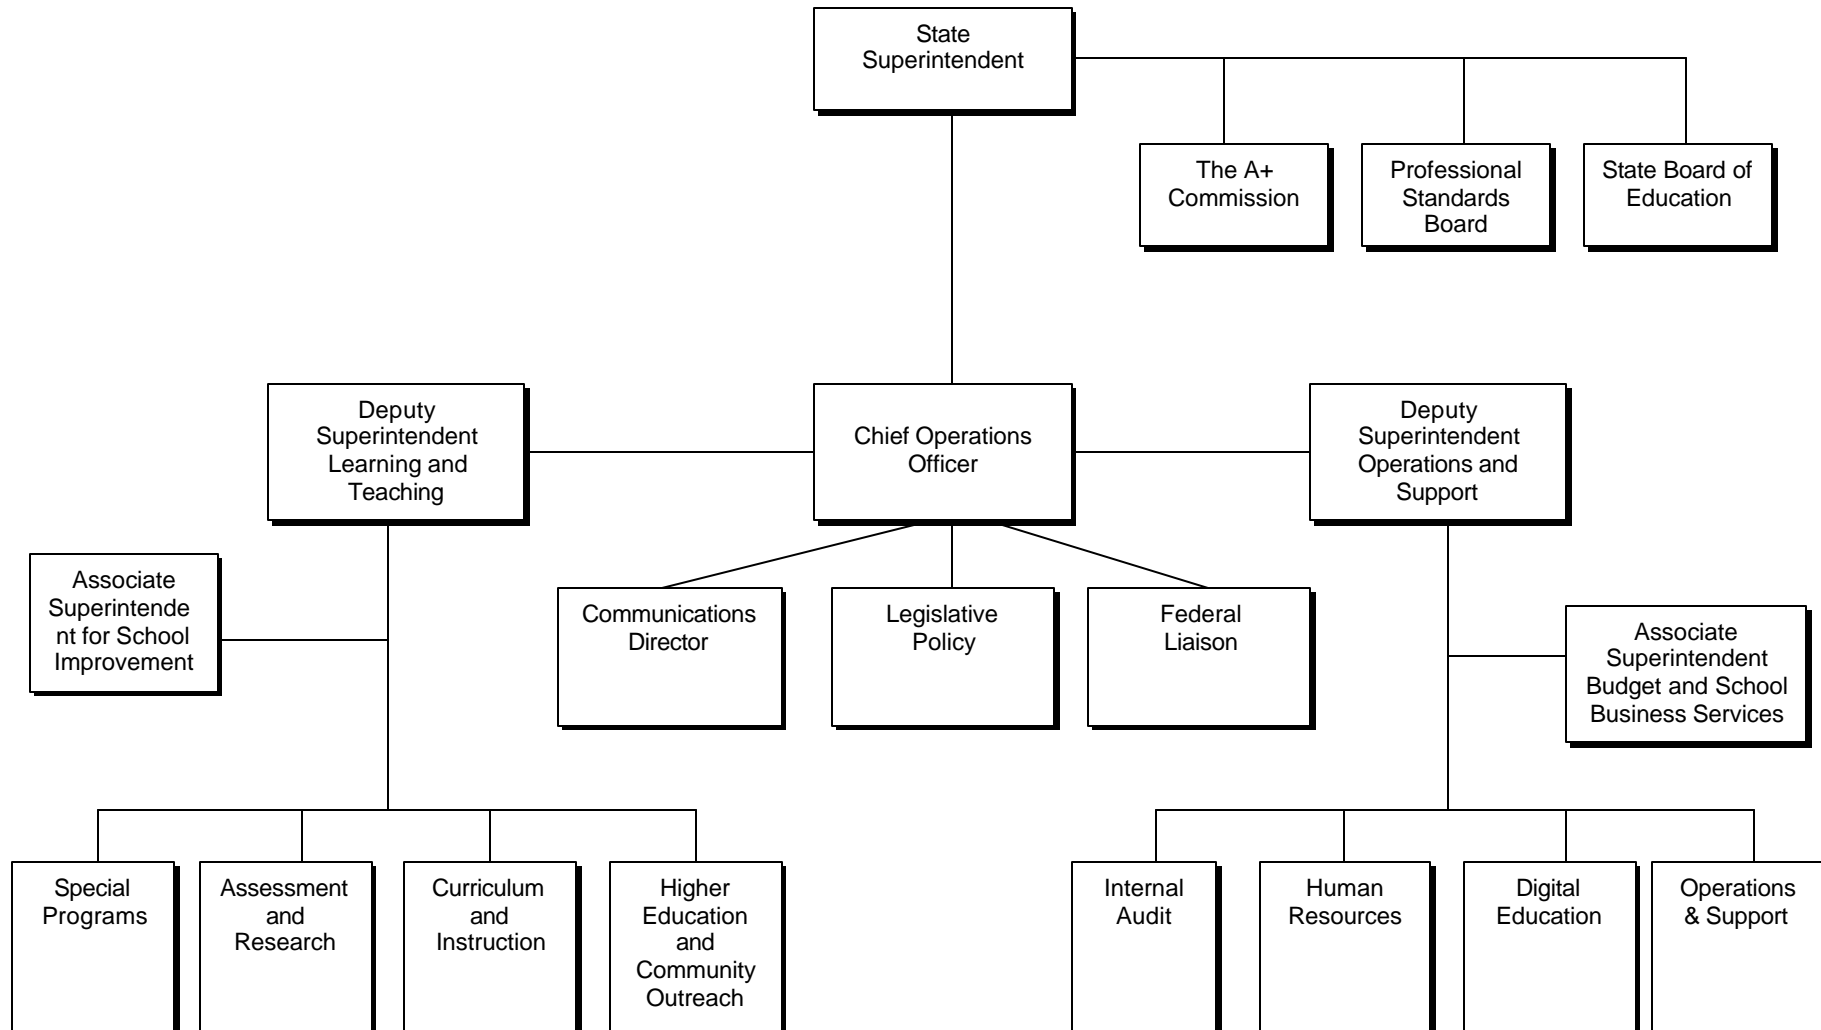 State
Superintendent
The A+
Commission
Professional
Standards
Board
State Board of
Education
Deputy
Superintendent
Learning and
Teaching
Chief Operations
Officer
Deputy
Superintendent
Operations and
Support
Associate
Superintende
nt for School
Improvement
Communications
Director
Legislative
Policy
Federal
Liaison
Associate
Superintendent
Budget and School
Business Services
Special
Programs
Assessment
and
Research
Curriculum
and
Instruction
Higher
Education
and
Community
Outreach
Internal
Audit
Human
Resources
Digital
Education
Operations
& Support